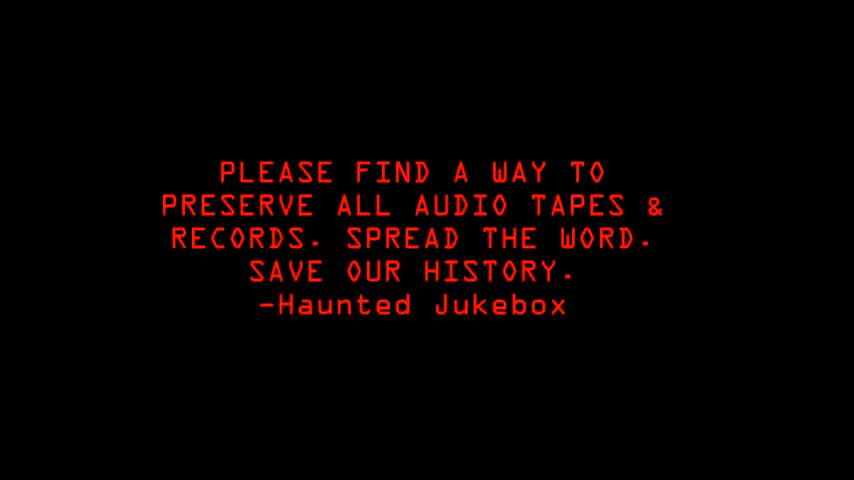 PLEASE FIND A WAY TO
PRESERVE ALL AUDIO TAPES &
RECORDS. SPREAD THE WORD.
SAVE OUR HISTORY.
-Haunted Jukebox